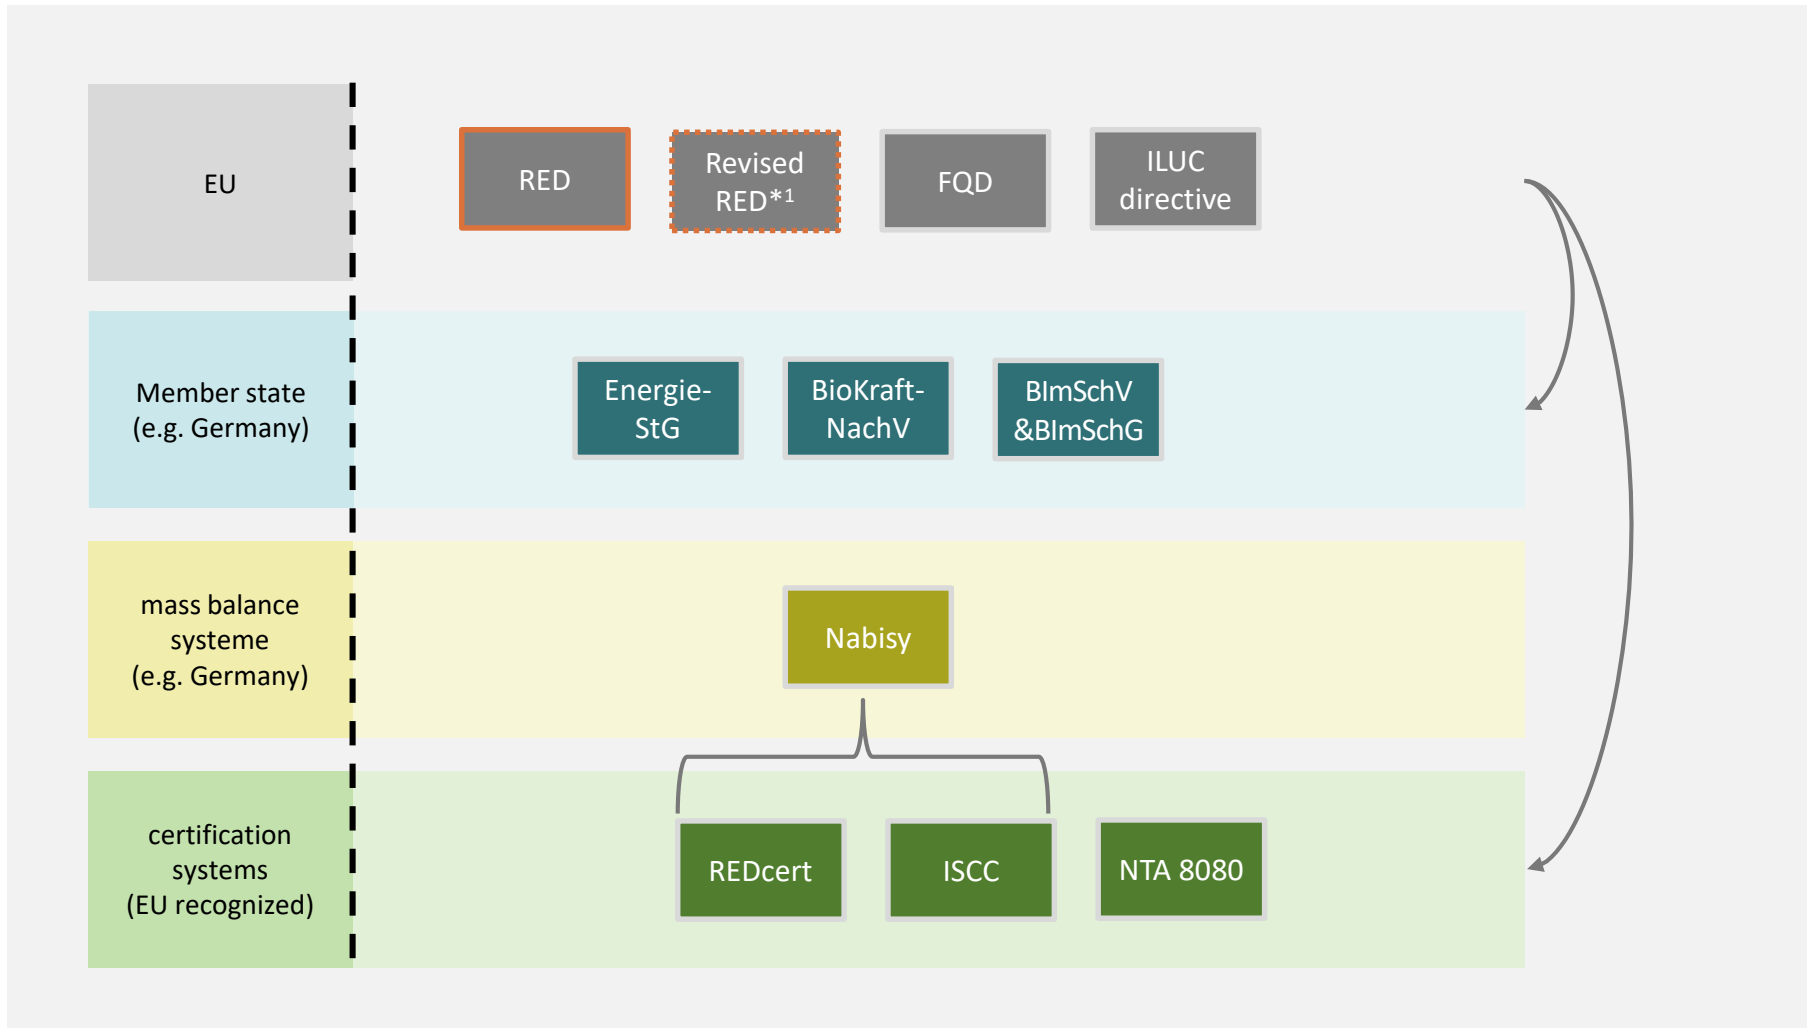 EU
RED
Revised
RED*1
FQD
ILUC
directive
Member state
(e.g. Germany)
Energie-
StG
BioKraft-
NachV
BImSchV
&BImSchG
mass balance
systeme
(e.g. Germany)
Nabisy
certification
systems
(EU recognized)
REDcert
ISCC
NTA 8080